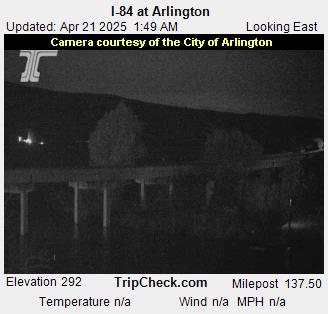 I-84 at Arlington
Updated: Apr 21 2025 1:49 AM Looking East
Camera courtesy of the City of Arlington
Elevation 292 TripCheck.com Milepost 137.50
Temperature n/a Wind n/a MPH n/a